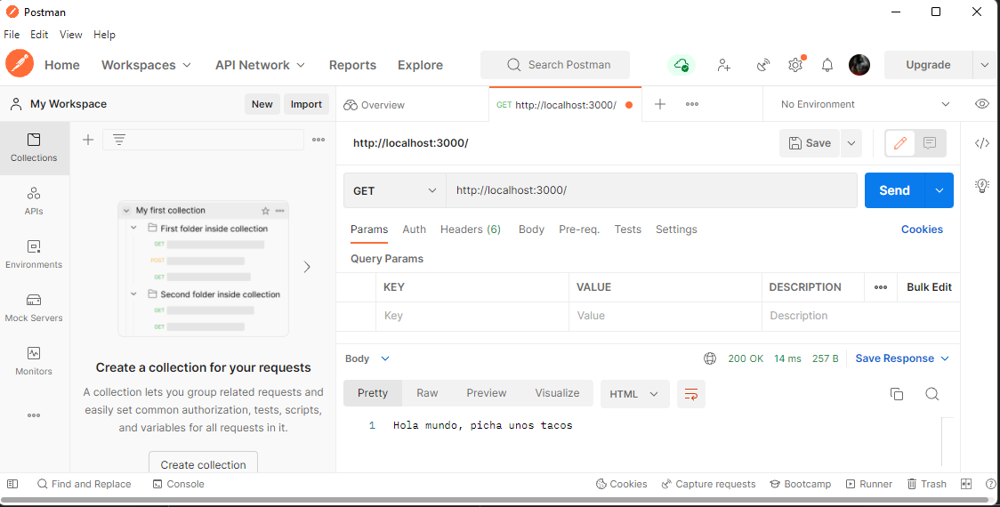 Postman
File Edit View Help
Home Workspaces API Network Reports Explore Search Postman Upgrade
My Workspace New Import Overview GET http://localhost:3000/ No Environment
Collections
APIs
Environments
Mock Servers
Monitors
My first collection
First folder inside collection
GET
POST
GET
Second folder inside collection
GET
GET
Create a collection for your requests
A collection lets you group related requests and
easily set common authorization, tests, scripts,
and variables for all requests in it.
Create collection
http://localhost:3000/ Save
GET http://localhost:3000/ Send
Params Auth Headers (6) Body Pre-req. Tests Settings Cookies
Query Params
KEY VALUE DESCRIPTION Bulk Edit
Key Value Description
Body 200 OK 14 ms 257 B Save Response
Pretty Raw Preview Visualize HTML
1 Hola mundo, picha unos tacos
Find and Replace Console Cookies Capture requests Bootcamp Runner Trash